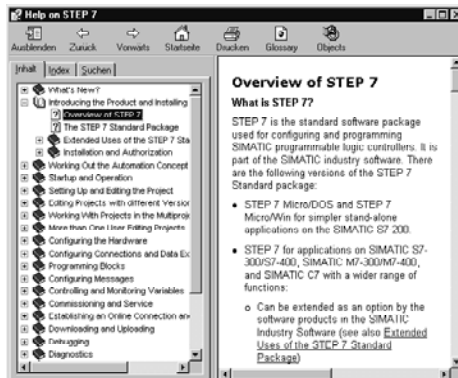 Help on STEP 7
Ausblenden Zurück Vorwärts Startseite Drucken Glossary Objects
Inhalt Index Suchen
What's New?
Introducing the Product and Installing
Overview of STEP 7
The STEP 7 Standard Package
Extended Uses of the STEP 7 Sta
Installation and Authorization
Working Out the Automation Concept
Startup and Operation
Setting Up and Editing the Project
Editing Projects with different Version
Working With Projects in the Multiproje
More than One User Editing Projects
Configuring the Hardware
Configuring Connections and Data Ex
Programming Blocks
Configuring Messages
Controlling and Monitoring Variables
Commissioning and Service
Establishing an Online Connection an
Downloading and Uploading
Debugging
Diagnostics
Overview of STEP 7
What is STEP 7?
STEP 7 is the standard software package
used for configuring and programming
SIMATIC programmable logic controllers. It is
part of the SIMATIC industry software. There
are the following versions of the STEP 7
Standard package:
• STEP 7 Micro/DOS and STEP 7
Micro/Win for simpler stand-alone
applications on the SIMATIC S7 200.
• STEP 7 for applications on SIMATIC S7-
300/S7-400, SIMATIC M7-300/M7-400,
and SIMATIC C7 with a wider range of
functions:
o Can be extended as an option by the
software products in the SIMATIC
Industry Software (see also Extended
Uses of the STEP 7 Standard
Package)